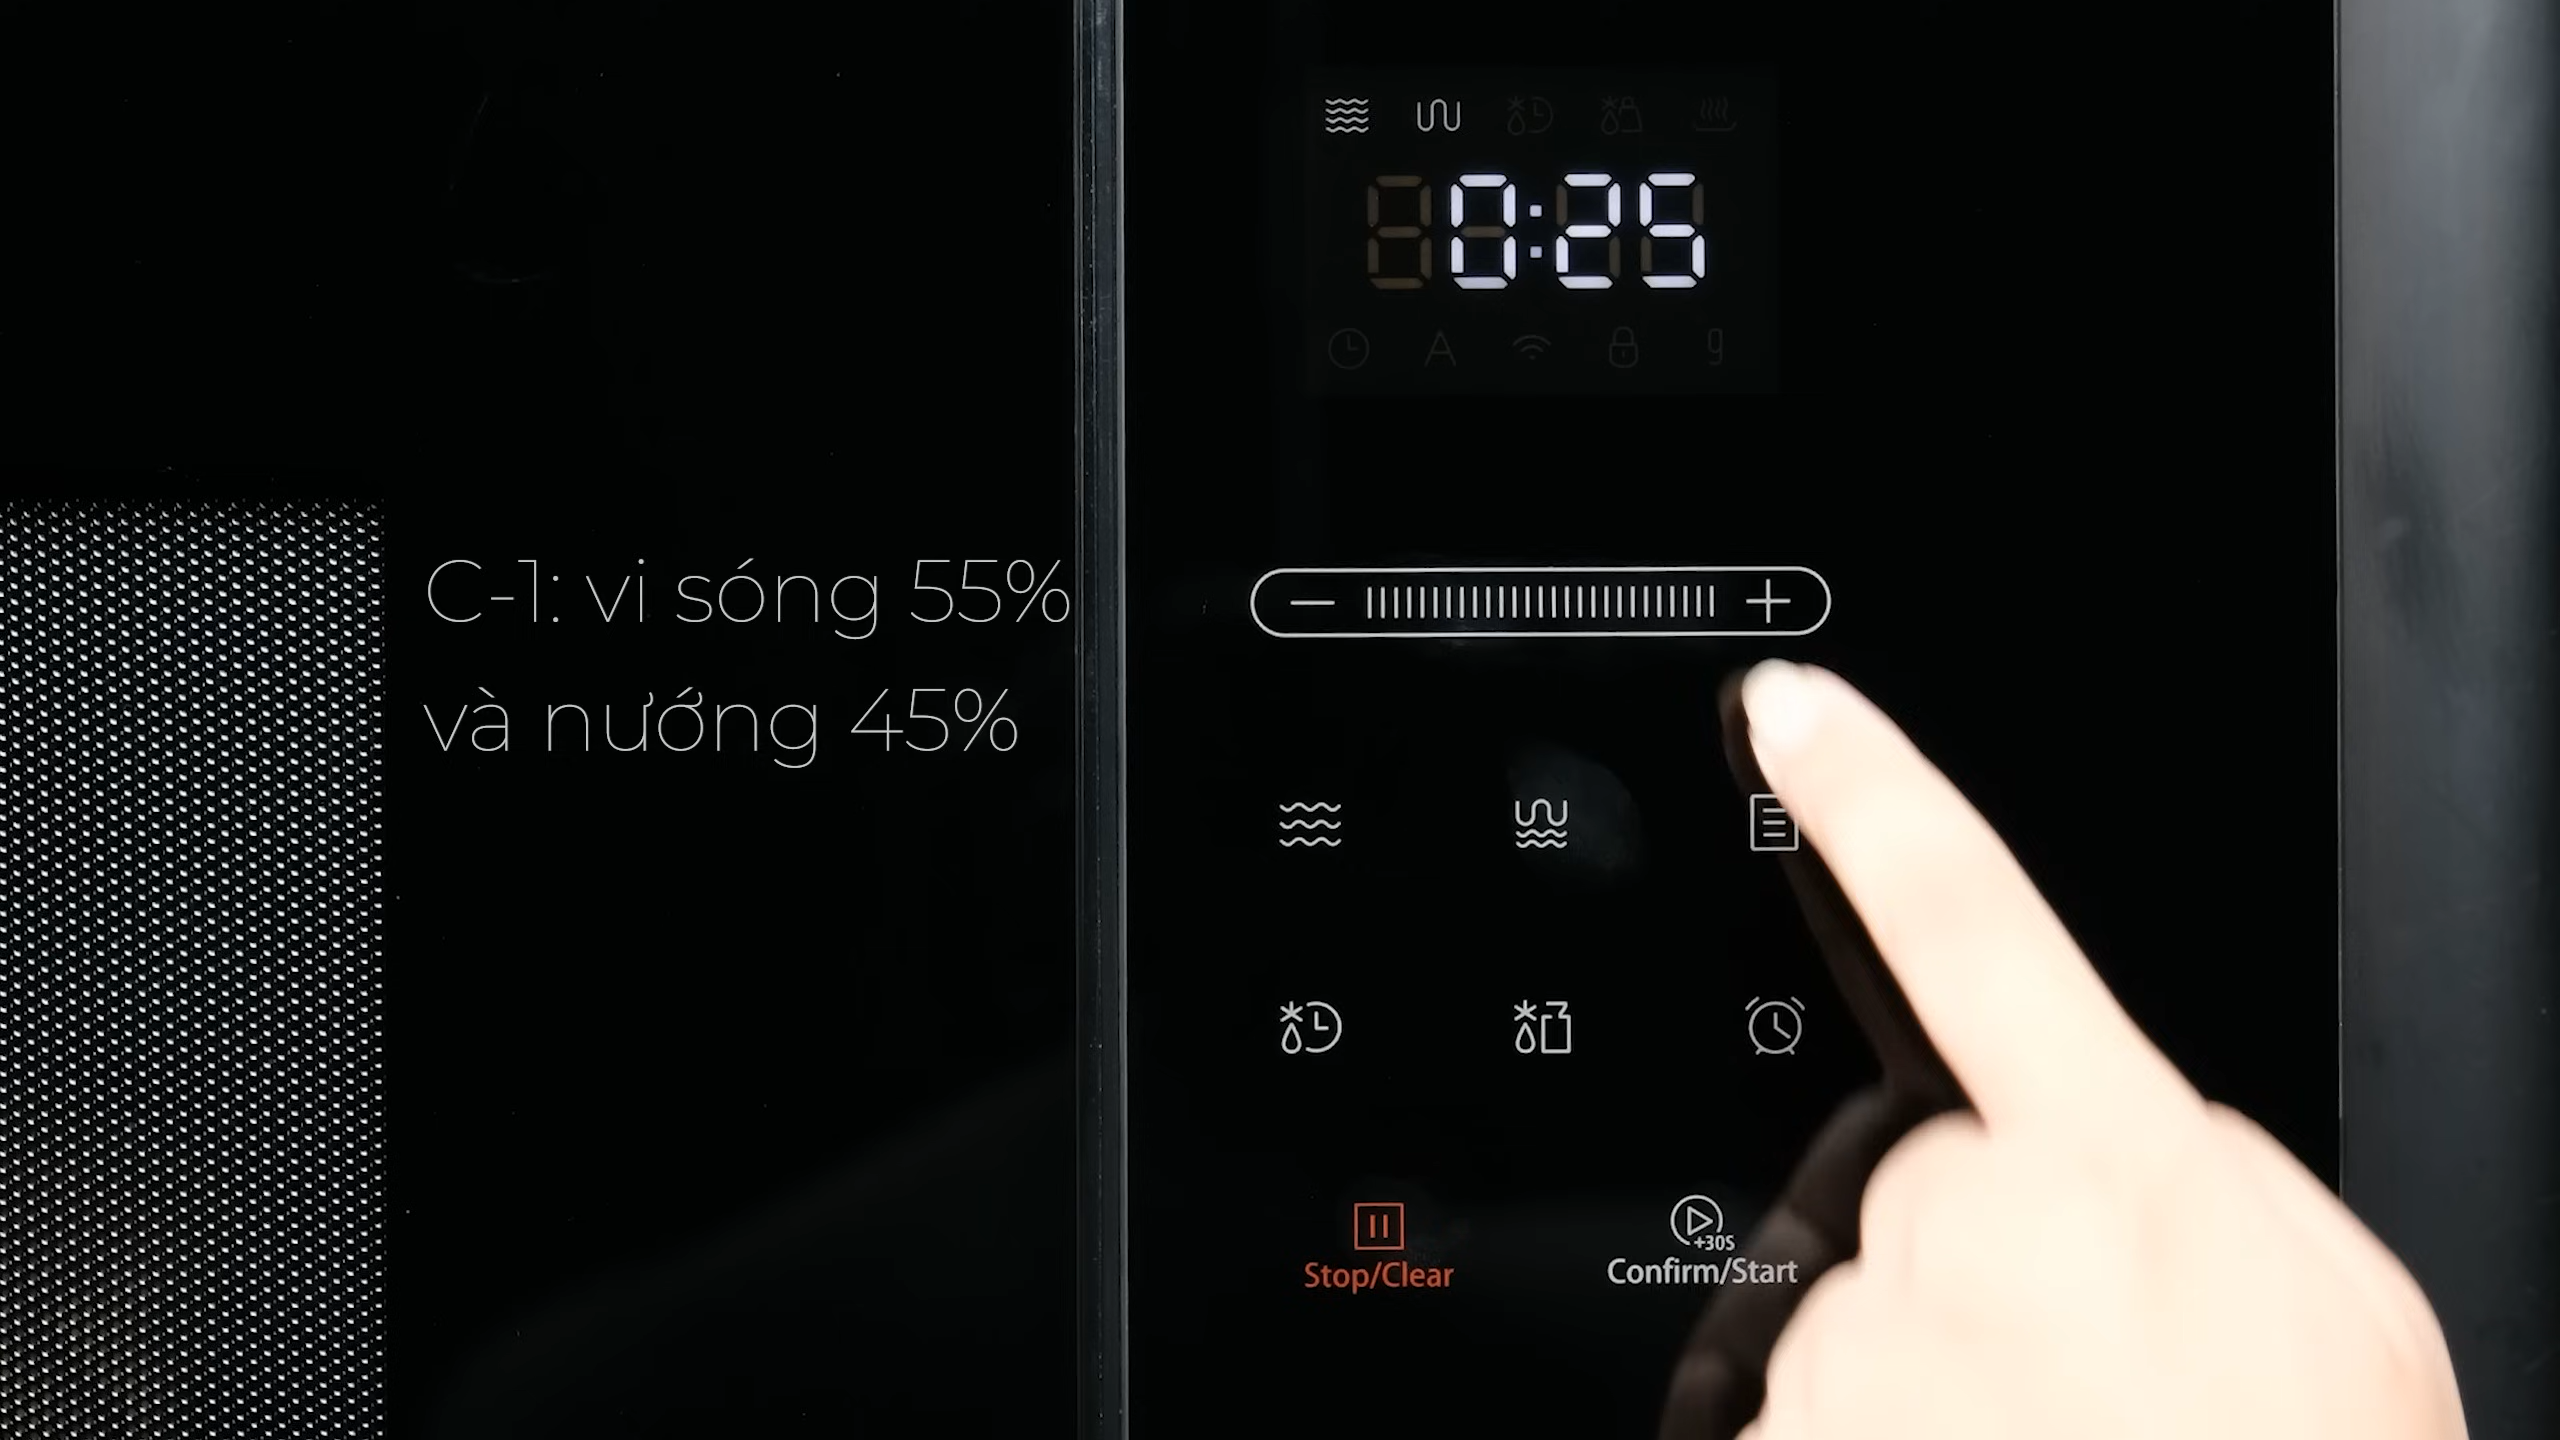 0:25
A
g
C-1: vi sóng 55%
và nướng 45%
+30S
Stop/Clear
Confirm/Start